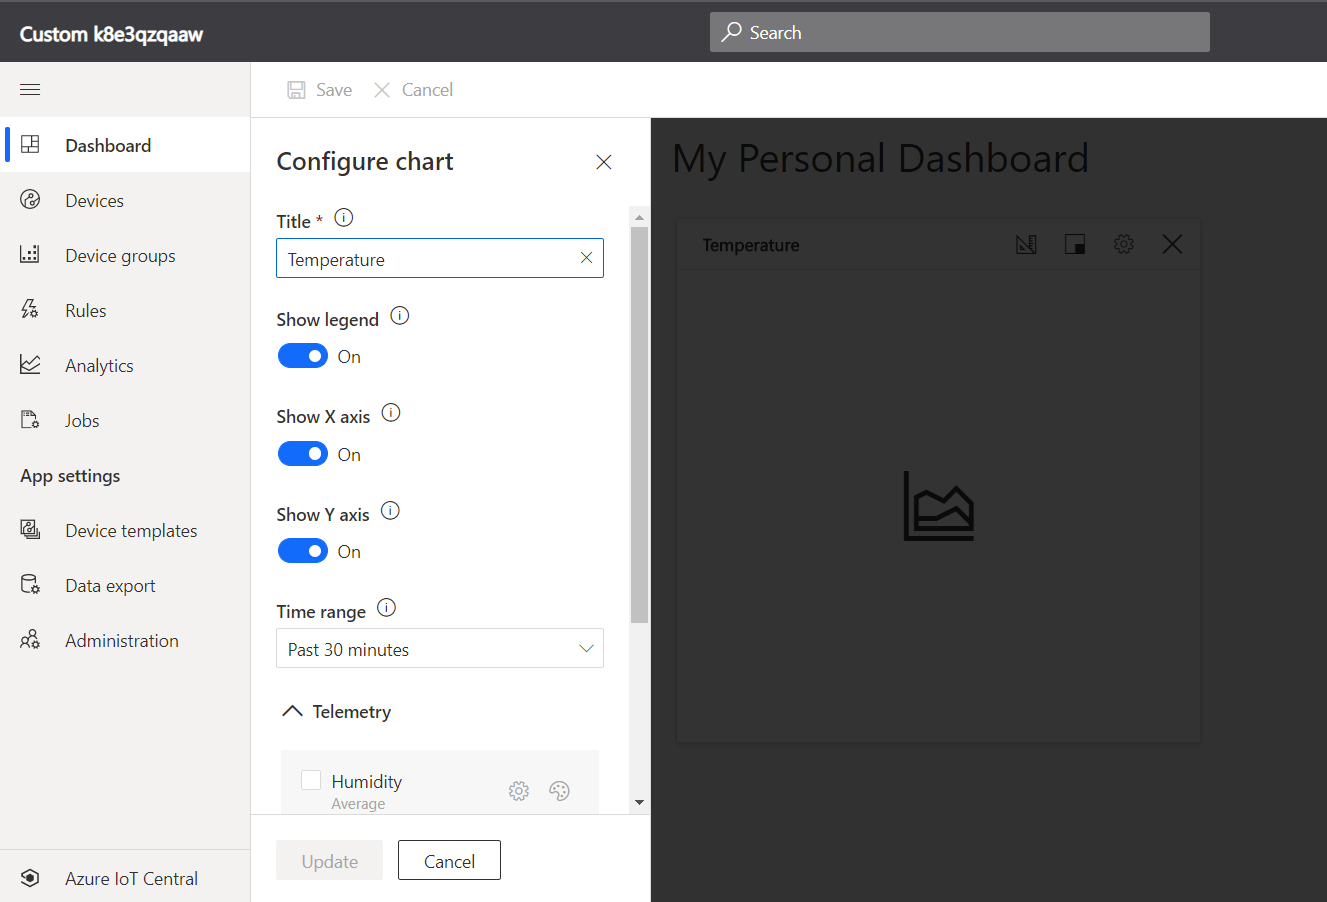 Custom k8e3qzqaaw
Search
Save
Cancel
Dashboard
Devices
Device groups
Rules
Analytics
Jobs
App settings
Device templates
Data export
Administration
Azure IoT Central
Configure chart
Title *
Temperature
Show legend
On
Show X axis
On
Show Y axis
On
Time range
Past 30 minutes
Telemetry
Humidity
Average
Update
Cancel
My Personal Dashboard
Temperature